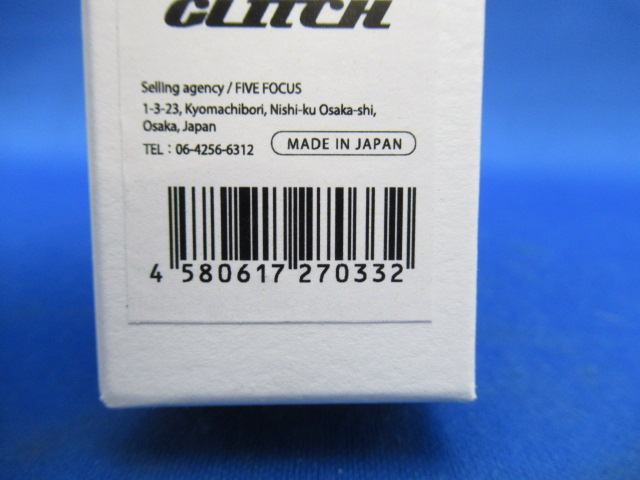 CLUTCH
Selling agency / FIVE FOCUS
1-3-23, Kyomachibori, Nishi-ku Osaka-shi,
Osaka, Japan
TEL : 06-4256-6312
MADE IN JAPAN
4 580617 270332